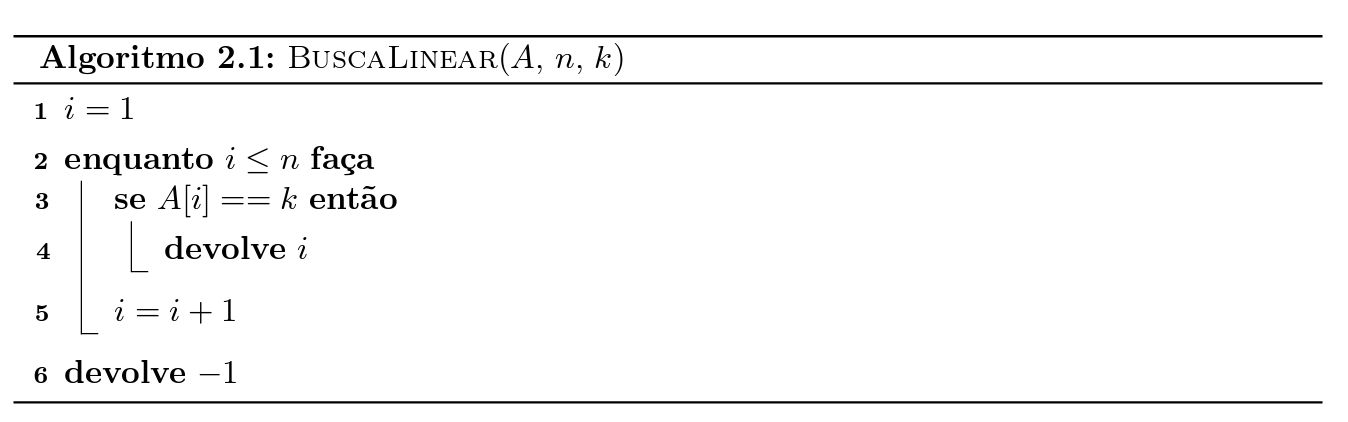 Algoritmo 2.1: BuscaLinear(A, n, k)
1 i = 1
2 enquanto i ≤ n faça
3 se A[i] == k então
4 devolve i
5 i = i + 1
6 devolve −1